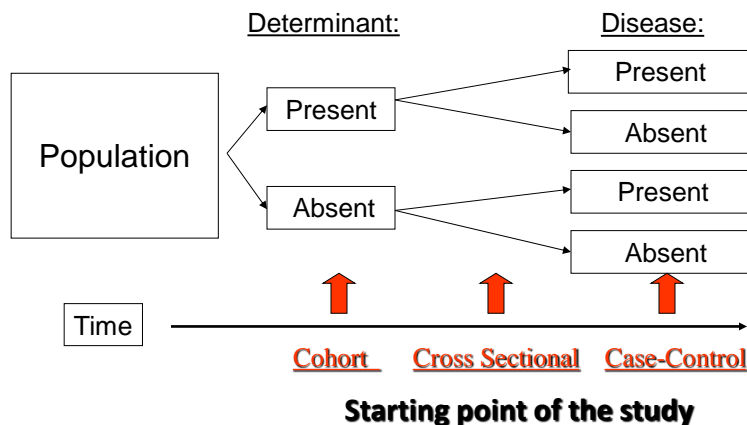 Determinant:
Disease:
Population
Present
Absent
Present
Absent
Present
Absent
Time
Cohort
Cross Sectional
Case-Control
Starting point of the study